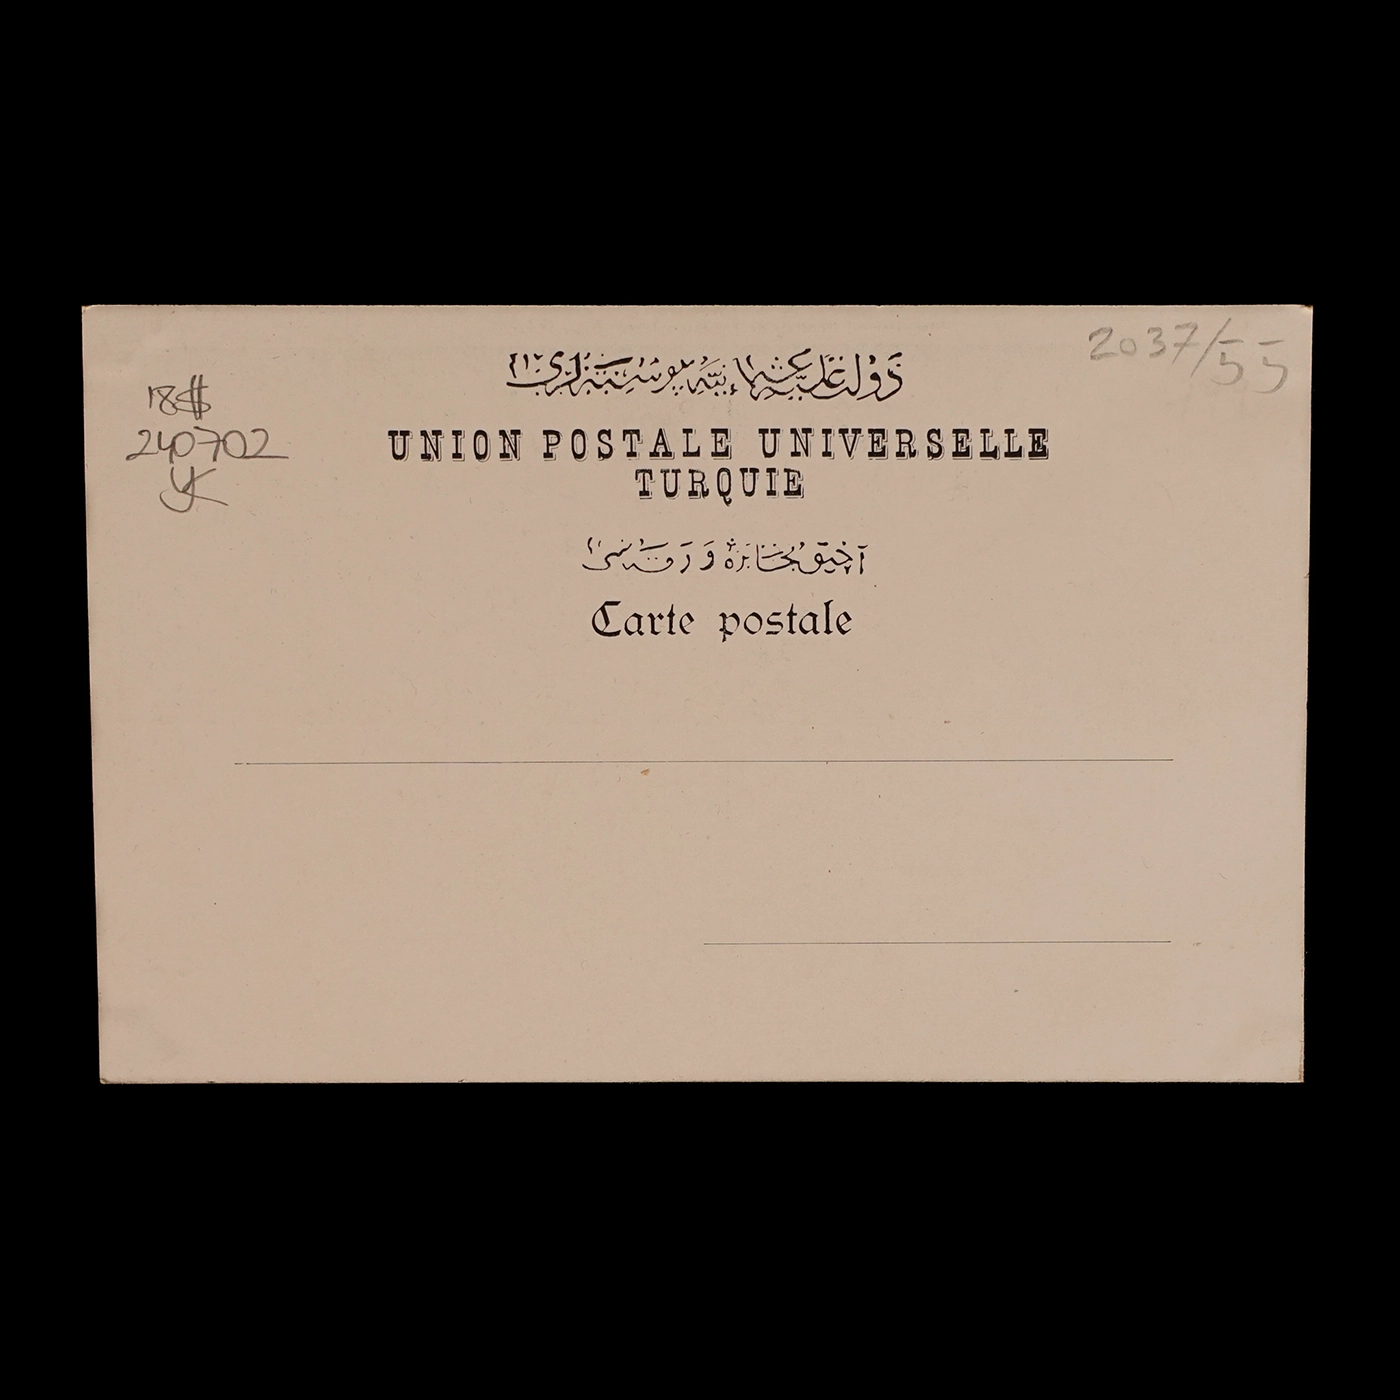 18$
240702
YK
2037/55
دولت علیهٔ عثمانیه پوسته لری
UNION POSTALE UNIVERSELLE
TURQUIE
آچیق مخابره ورقه سی
Carte postale